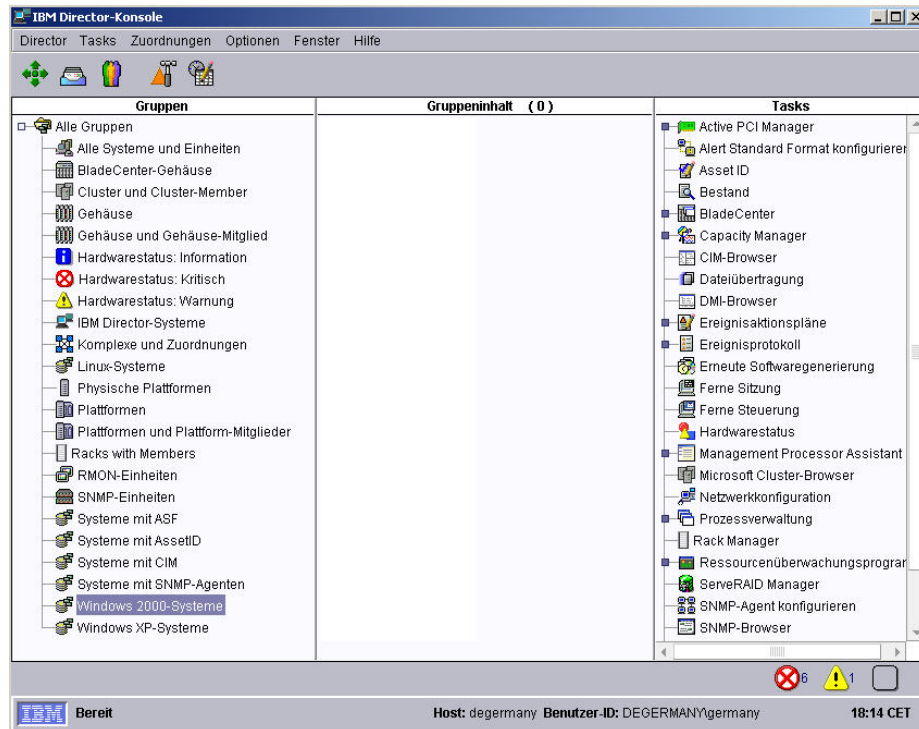 IBM Director-Konsole
Director Tasks Zuordnungen Optionen Fenster Hilfe
Gruppen
Alle Gruppen
Alle Systeme und Einheiten
BladeCenter-Gehäuse
Cluster und Cluster-Member
Gehäuse
Gehäuse und Gehäuse-Mitglied
Hardwarestatus: Information
Hardwarestatus: Kritisch
Hardwarestatus: Warnung
IBM Director-Systeme
Komplexe und Zuordnungen
Linux-Systeme
Physische Plattformen
Plattformen
Plattformen und Plattform-Mitglieder
Racks with Members
RMON-Einheiten
SNMP-Einheiten
Systeme mit ASF
Systeme mit AssetID
Systeme mit CIM
Systeme mit SNMP-Agenten
Windows 2000-Systeme
Windows XP-Systeme
Gruppeninhalt (0)
Tasks
Active PCI Manager
Alert Standard Format konfigurieren
Asset ID
Bestand
BladeCenter
Capacity Manager
CIM-Browser
Dateiübertragung
DMI-Browser
Ereignisaktionspläne
Ereignisprotokoll
Erneute Softwaregenerierung
Ferne Sitzung
Ferne Steuerung
Hardwarestatus
Management Processor Assistant
Microsoft Cluster-Browser
Netzwerkkonfiguration
Prozessverwaltung
Rack Manager
Ressourcenüberwachungsprograr
ServeRAID Manager
SNMP-Agent konfigurieren
SNMP-Browser
6 1
IBM Bereit Host: degermany Benutzer-ID: DEGERMANY\germany 18:14 CET